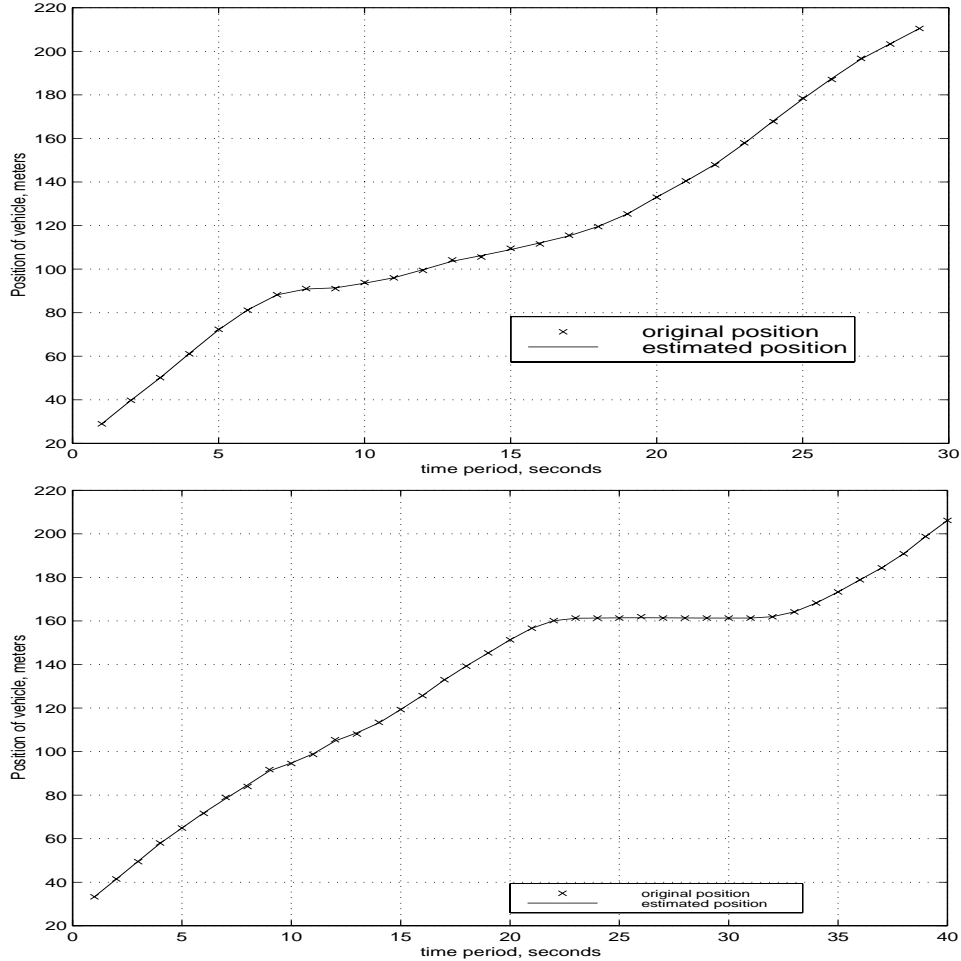 220
200
180
160
140
120
100
80
60
40
20
0 5 10 15 20 25 30
Position of vehicle, meters
time period, seconds
original position
estimated position
220
200
180
160
140
120
100
80
60
40
20
0 5 10 15 20 25 30 35 40
Position of vehicle, meters
time period, seconds
original position
estimated position